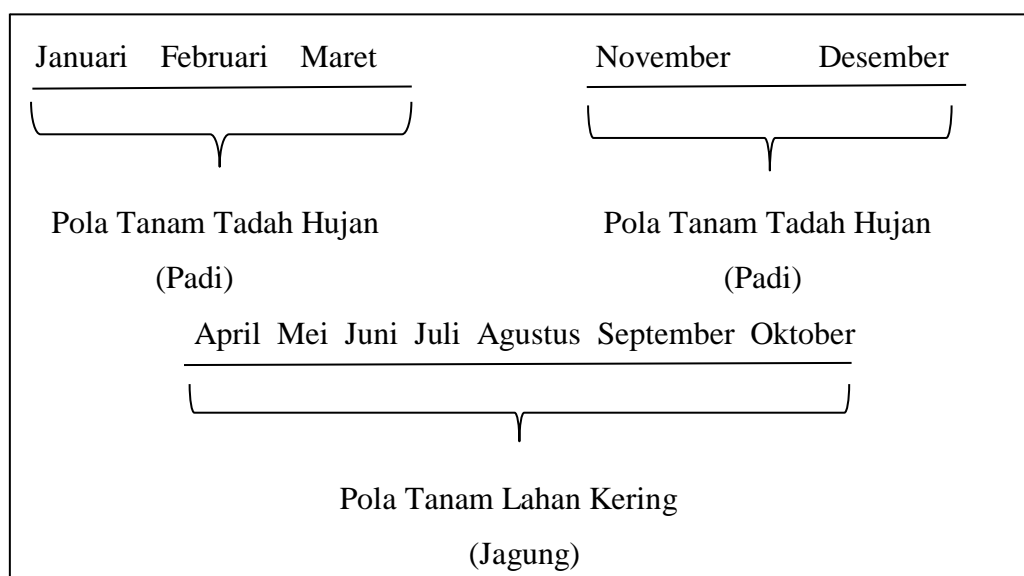 Januari Februari Maret
November Desember
Pola Tanam Tadah Hujan
(Padi)
Pola Tanam Tadah Hujan
(Padi)
April Mei Juni Juli Agustus September Oktober
Pola Tanam Lahan Kering
(Jagung)